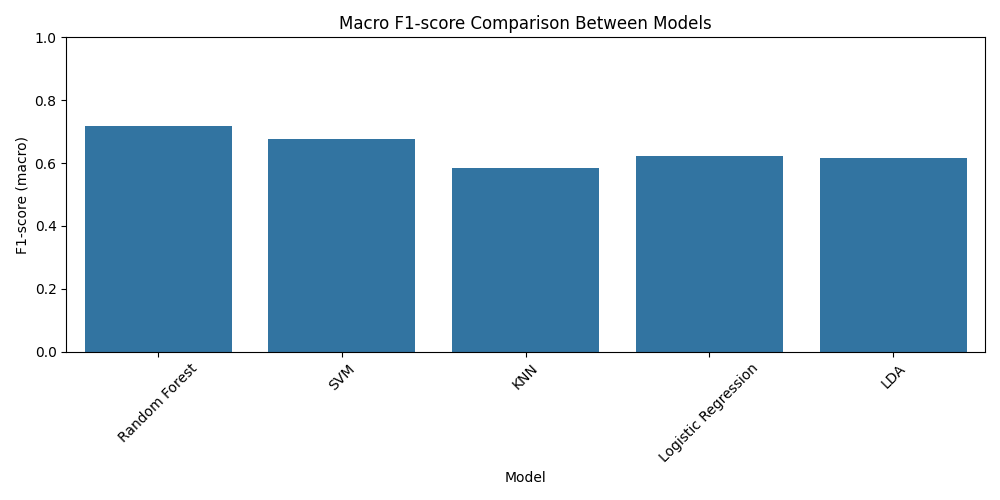 Macro F1-score Comparison Between Models
F1-score (macro)
1.0
0.8
0.6
0.4
0.2
0.0
Random Forest
SVM
KNN
Logistic Regression
LDA
Model